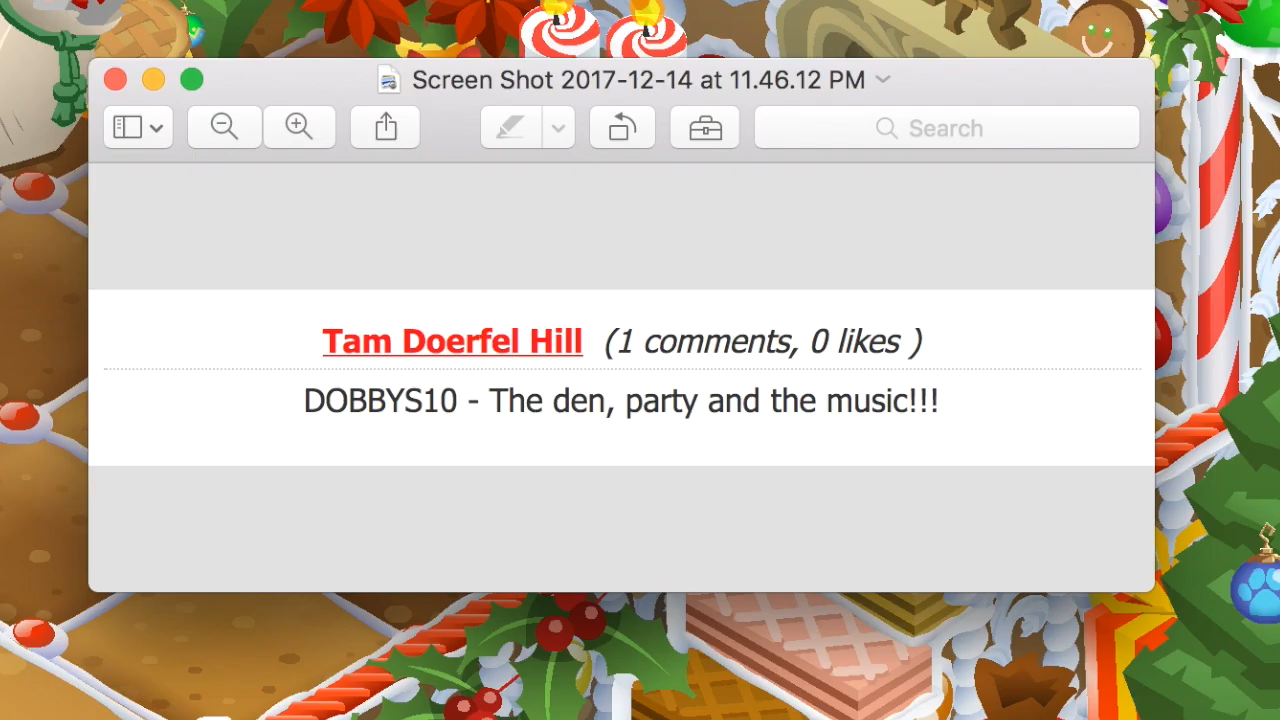 Screen Shot 2017-12-14 at 11.46.12 PM
Search
Tam Doerfel Hill (1 comments, 0 likes )
DOBBYS10 - The den, party and the music!!!